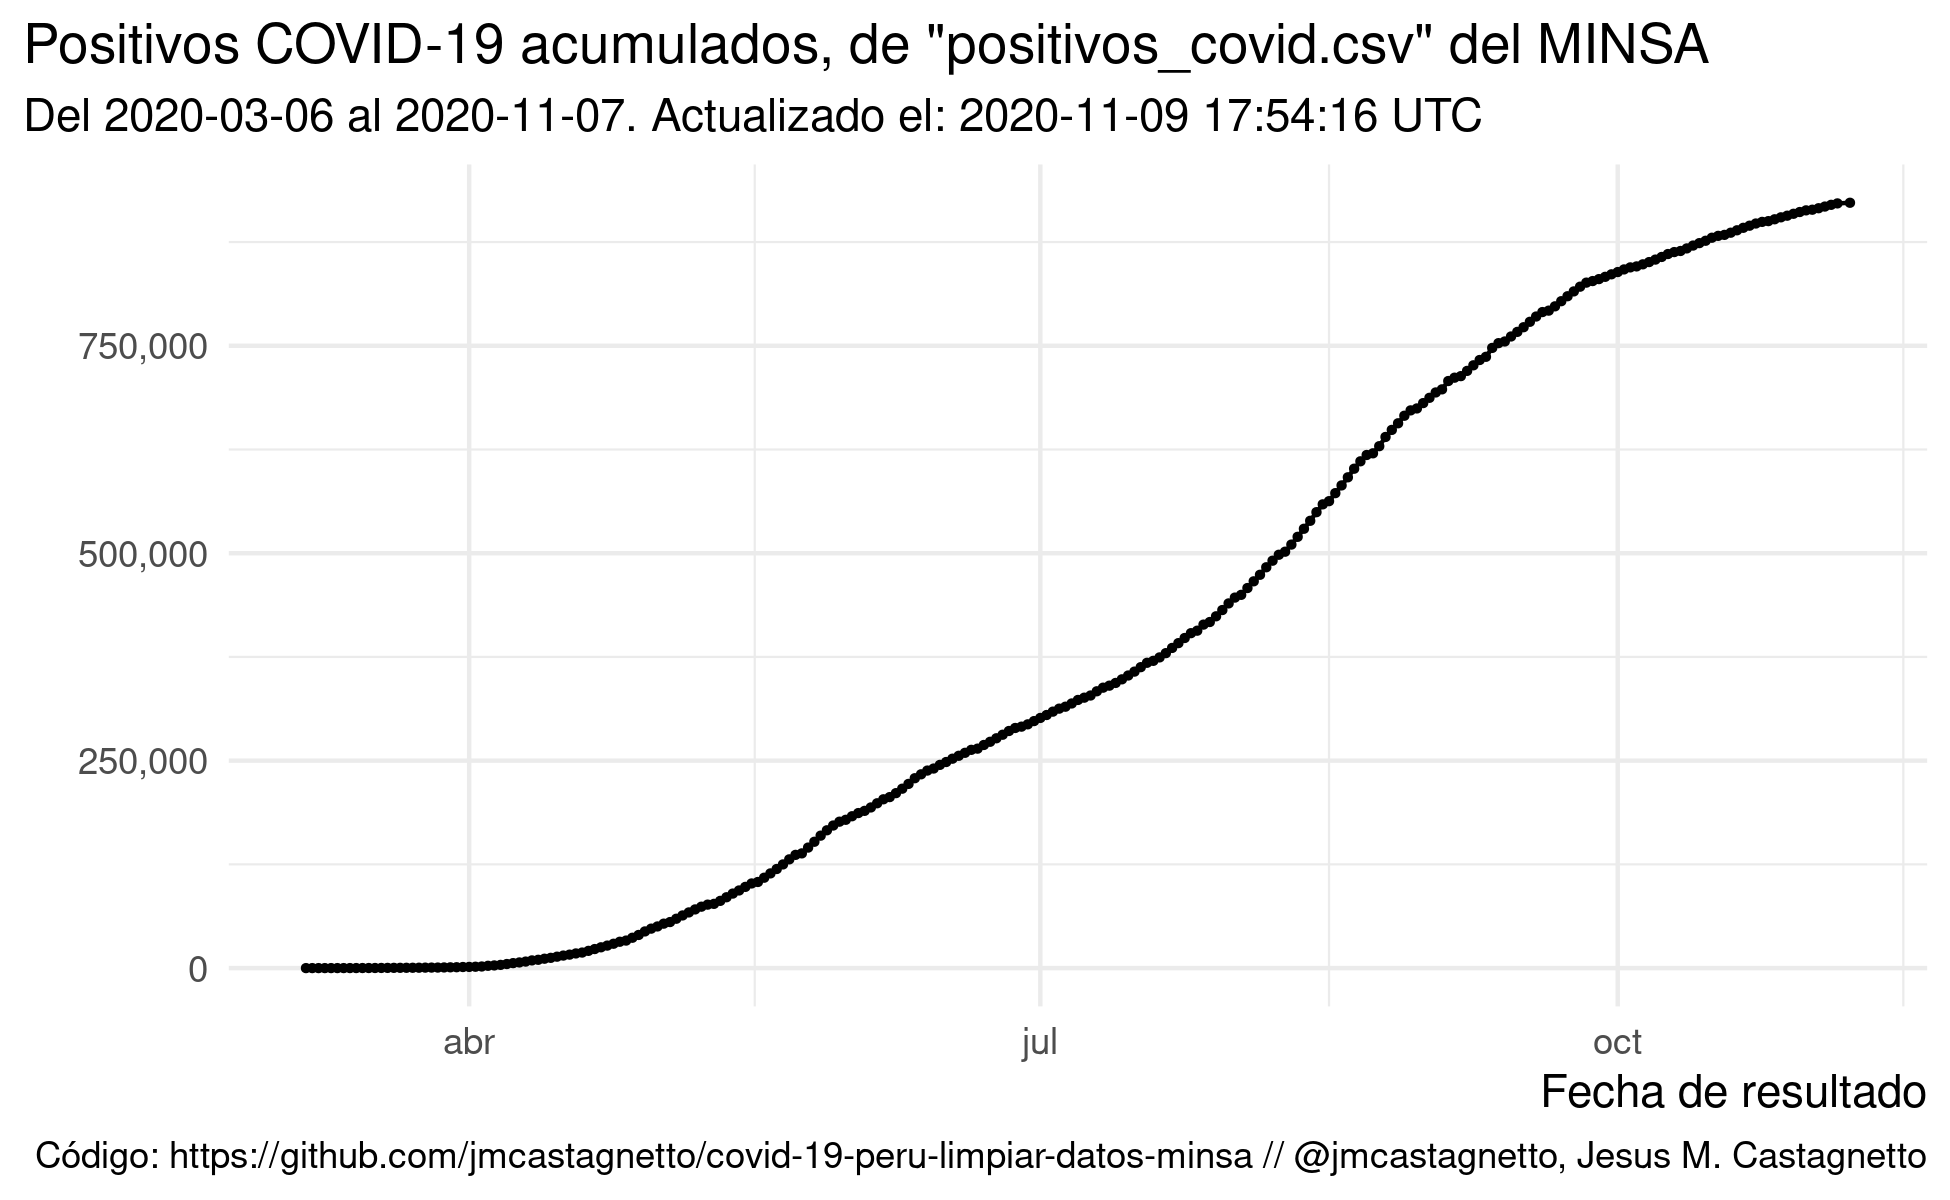 Positivos COVID-19 acumulados, de "positivos_covid.csv" del MINSA
Del 2020-03-06 al 2020-11-07. Actualizado el: 2020-11-09 17:54:16 UTC
750,000
500,000
250,000
0
abr jul oct
Fecha de resultado
Código: https://github.com/jmcastagnetto/covid-19-peru-limpiar-datos-minsa // @jmcastagnetto, Jesus M. Castagnetto